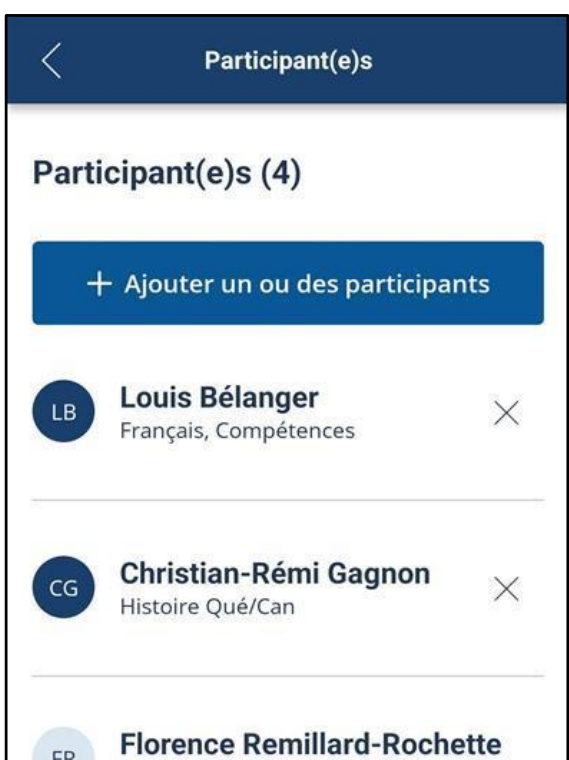 Participant(e)s
Participant(e)s (4)
+ Ajouter un ou des participants
LB
Louis Bélanger
Français, Compétences
CG
Christian-Rémi Gagnon
Histoire Qué/Can
FR
Florence Remillard-Rochette